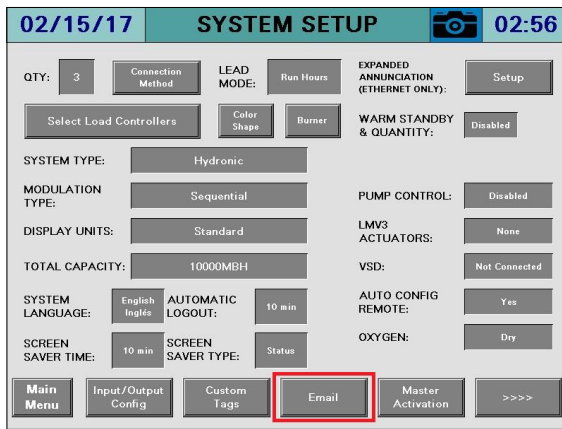 02/15/17 SYSTEM SETUP 02:56
QTY: 3 Connection Method LEAD MODE: Run Hours EXPANDED ANNUNCIATION (ETHERNET ONLY): Setup
Select Load Controllers Color Shape Burner WARM STANDBY & QUANTITY: Disabled
SYSTEM TYPE: Hydronic
MODULATION TYPE: Sequential PUMP CONTROL: Disabled
DISPLAY UNITS: Standard LMV3 ACTUATORS: None
TOTAL CAPACITY: 10000MBH VSD: Not Connected
SYSTEM LANGUAGE: English Inglés AUTOMATIC LOGOUT: 10 min AUTO CONFIG REMOTE: Yes
SCREEN SAVER TIME: 10 min SCREEN SAVER TYPE: Status OXYGEN: Dry
Main Menu Input/Output Config Custom Tags Email Master Activation >>>>